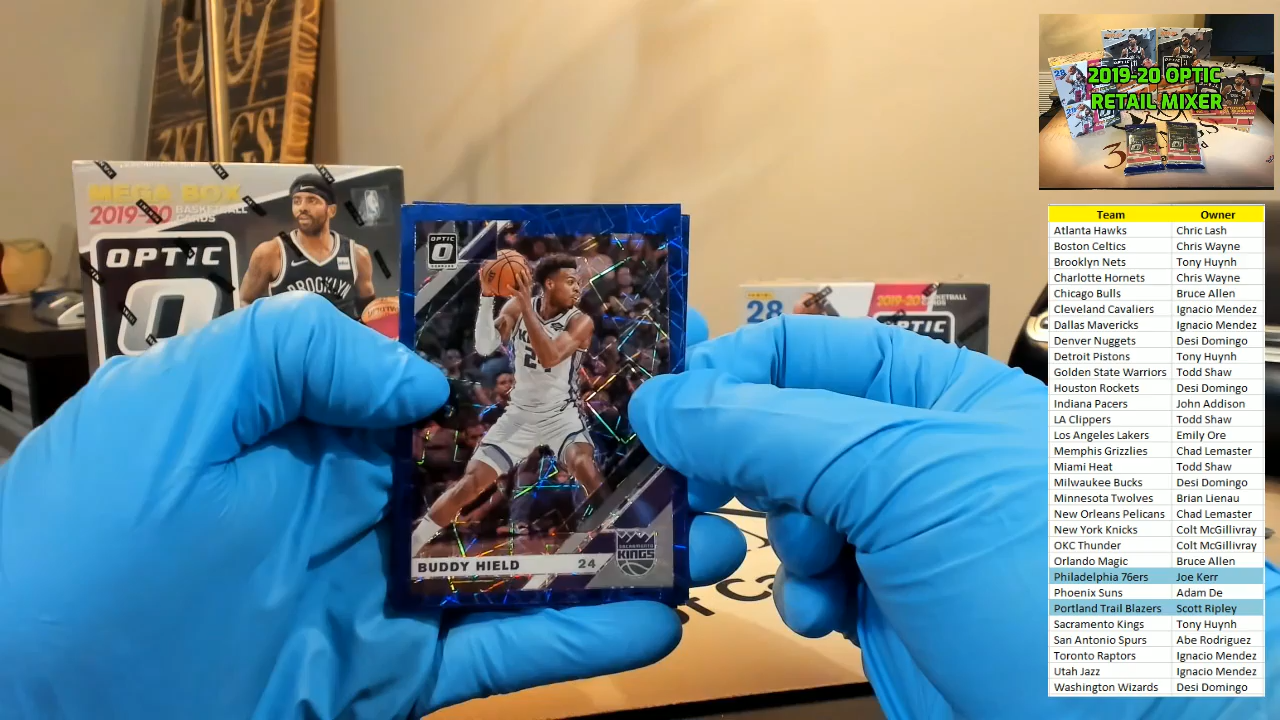 3KINGS
MEGA BOX
2019-20 BASKETBALL CARDS
OPTIC
BROOKLYN
OPTIC
BUDDY HIELD 24
SACRAMENTO
KINGS
PANINI
28
2019-20 BASKETBALL
OPTIC
2019-20 OPTIC
RETAIL MIXER
Team Owner
Atlanta Hawks Chric Lash
Boston Celtics Chris Wayne
Brooklyn Nets Tony Huynh
Charlotte Hornets Chris Wayne
Chicago Bulls Bruce Allen
Cleveland Cavaliers Ignacio Mendez
Dallas Mavericks Ignacio Mendez
Denver Nuggets Desi Domingo
Detroit Pistons Tony Huynh
Golden State Warriors Todd Shaw
Houston Rockets Desi Domingo
Indiana Pacers John Addison
LA Clippers Todd Shaw
Los Angeles Lakers Emily Ore
Memphis Grizzlies Chad Lemaster
Miami Heat Todd Shaw
Milwaukee Bucks Desi Domingo
Minnesota Twolves Brian Lienau
New Orleans Pelicans Chad Lemaster
New York Knicks Colt McGillivray
OKC Thunder Colt McGillivray
Orlando Magic Bruce Allen
Philadelphia 76ers Joe Kerr
Phoenix Suns Adam De
Portland Trail Blazers Scott Ripley
Sacramento Kings Tony Huynh
San Antonio Spurs Abe Rodriguez
Toronto Raptors Ignacio Mendez
Utah Jazz Ignacio Mendez
Washington Wizards Desi Domingo